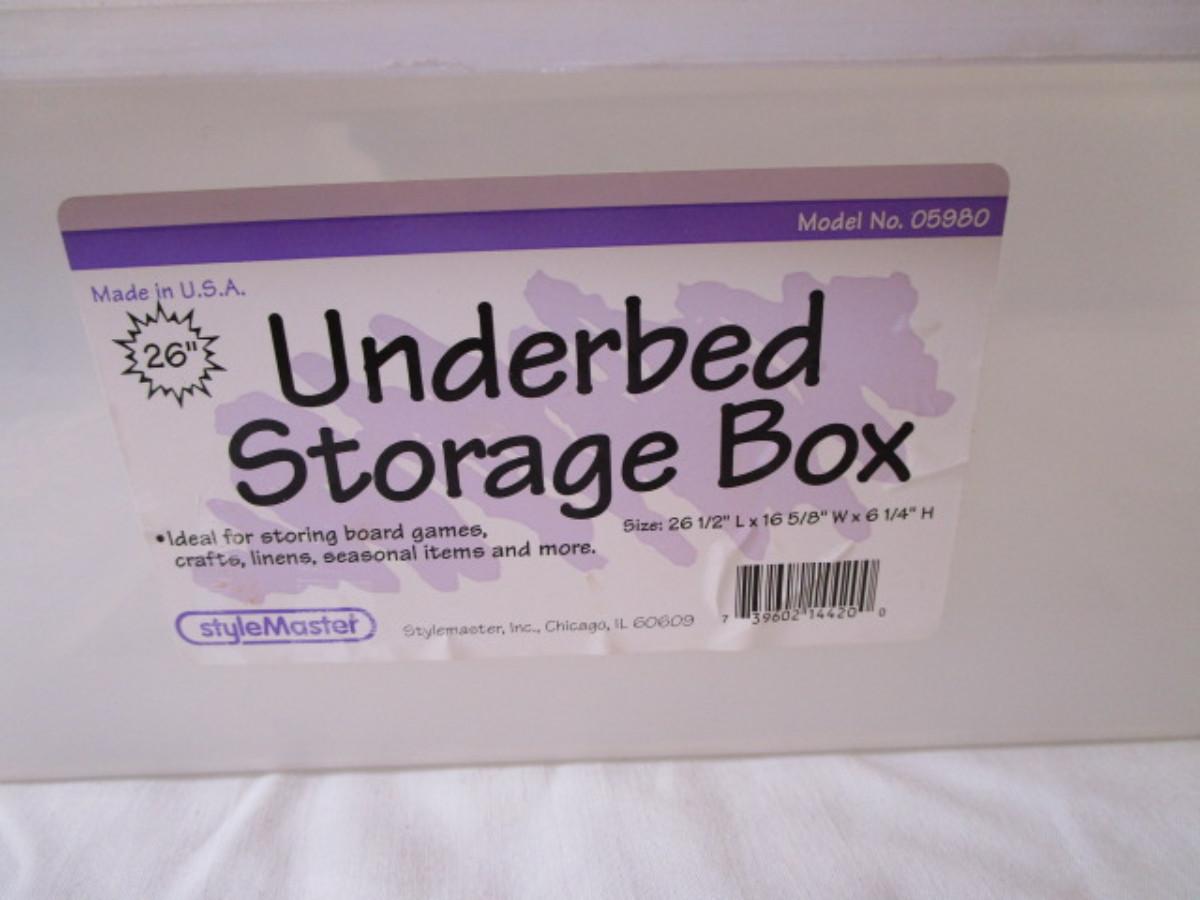 Model No. 05980
Made in U.S.A.
26"
Underbed
Storage Box
•Ideal for storing board games,
crafts, linens, seasonal items and more.
Size: 26 1/2" L x 16 5/8" W x 6 1/4" H
styleMaster
Stylemaster, Inc., Chicago, IL 60609
7 39602 14420 0